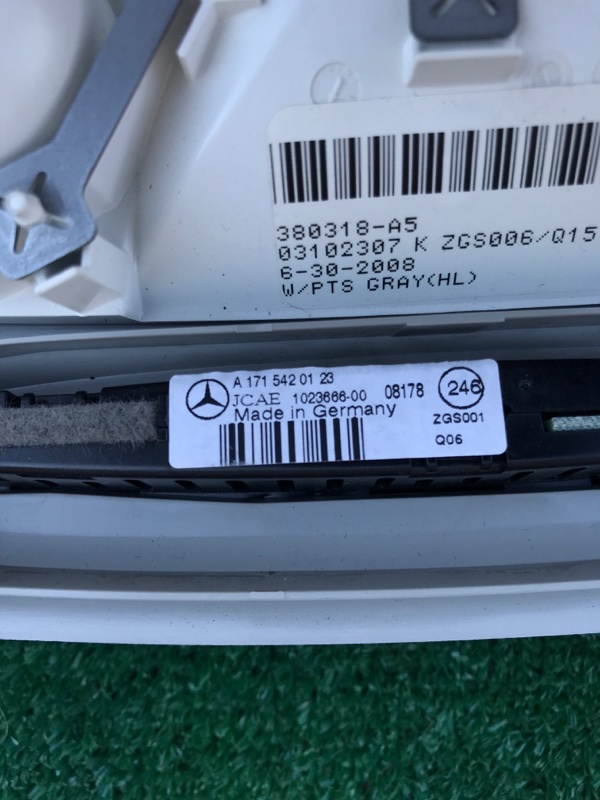 380318-A5
03102307 K ZGS006/Q15
6-30-2008
W/PTS GRAY(HL)
A 171 542 01 23
JCAE 1023666-00 08178 246
Made in Germany
ZGS001
Q06